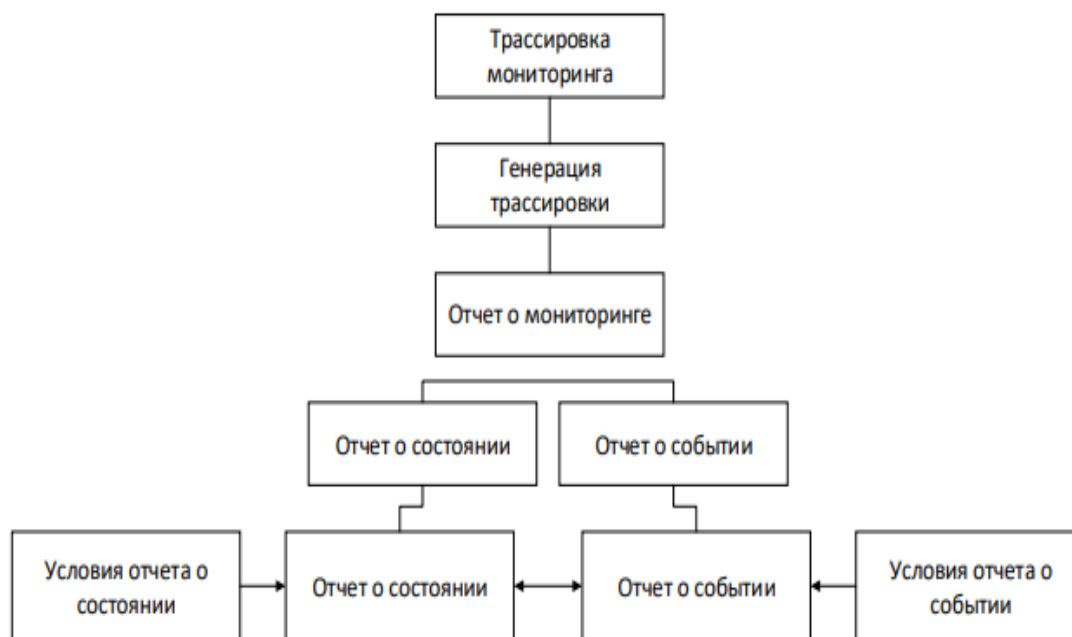 Трассировка
мониторинга
Генерация
трассировки
Отчет о мониторинге
Отчет о состоянии
Отчет о событии
Условия отчета о
состоянии
Отчет о состоянии
Отчет о событии
Условия отчета о
событии